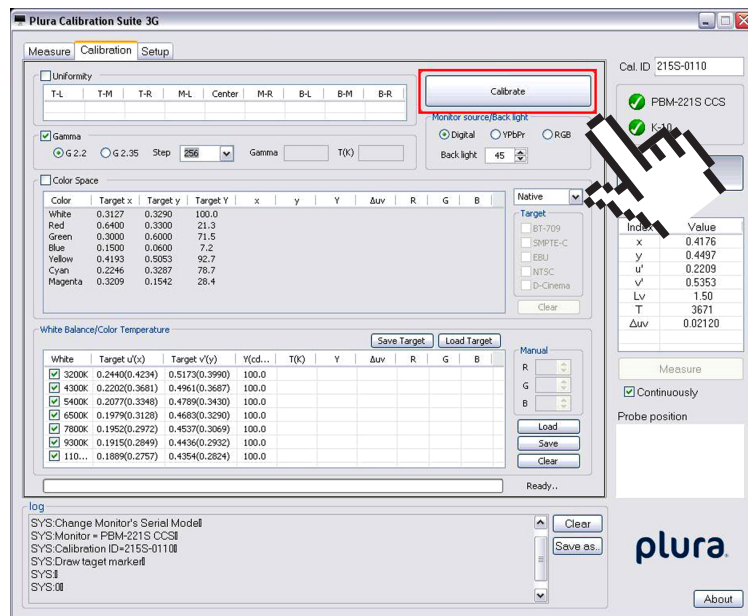 Plura Calibration Suite 3G
Measure Calibration Setup
Cal. ID 215S-0110
Uniformity
T-L T-M T-R M-L Center M-R B-L B-M B-R
Calibrate
PBM-221S CCS
K-10
Monitor source/Back light
Digital YPbPr RGB
Back light 45
Gamma
G 2.2 G 2.35 Step 256 Gamma T(K)
Color Space
Color Target x Target y Target Y x y Y Δuv R G B
White 0.3127 0.3290 100.0
Red 0.6400 0.3300 21.3
Green 0.3000 0.6000 71.5
Blue 0.1500 0.0600 7.2
Yellow 0.4193 0.5053 92.7
Cyan 0.2246 0.3287 78.7
Magenta 0.3209 0.1542 28.4
Native
Target
BT-709
SMPTE-C
EBU
NTSC
D-Cinema
Clear
Index Value
x 0.4176
y 0.4497
u' 0.2209
v' 0.5353
Lv 1.50
T 3671
Δuv 0.02120
Measure
Continuously
Probe position
White Balance/Color Temperature
Save Target Load Target
White Target u'(x) Target v'(y) Y(cd... T(K) Y Δuv R G B
3200K 0.2440(0.4234) 0.5173(0.3990) 100.0
4300K 0.2202(0.3681) 0.4961(0.3687) 100.0
5400K 0.2077(0.3348) 0.4789(0.3430) 100.0
6500K 0.1979(0.3128) 0.4683(0.3290) 100.0
7800K 0.1952(0.2972) 0.4537(0.3069) 100.0
9300K 0.1915(0.2849) 0.4436(0.2932) 100.0
110... 0.1889(0.2757) 0.4354(0.2824) 100.0
Manual
R
G
B
Load
Save
Clear
Ready..
log
SYS:Change Monitor's Serial Mode
SYS:Monitor = PBM-221S CCS
SYS:Calibration ID=215S-0110
SYS:Draw taget marker
SYS:
SYS:0
Clear
Save as..
plura.
About